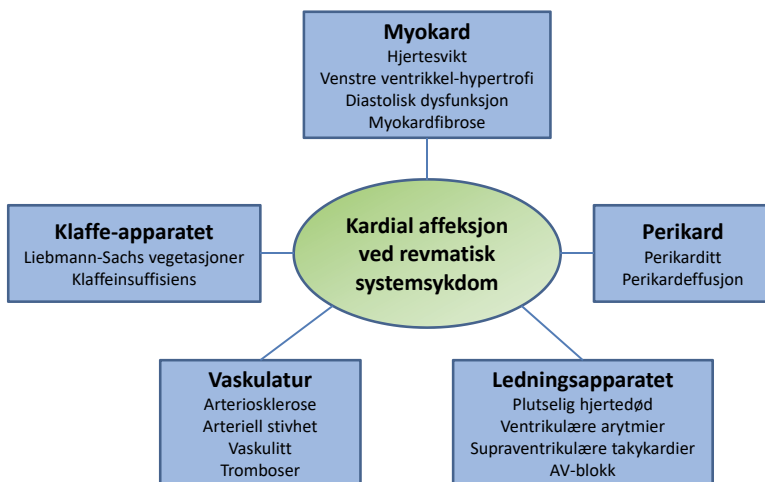 Myokard
Hjertesvikt
Venstre ventrikkel-hypertrofi
Diastolisk dysfunksjon
Myokardfibrose
Klaffe-apparatet
Liebmann-Sachs vegetasjoner
Klaffeinsuffisiens
Kardial affeksjon
ved revmatisk
systemsykdom
Perikard
Perikarditt
Perikardeffusjon
Vaskulatur
Arteriosklerose
Arteriell stivhet
Vaskulitt
Tromboser
Ledningsapparatet
Plutselig hjertedød
Ventrikulære arytmier
Supraventrikulære takykardier
AV-blokk